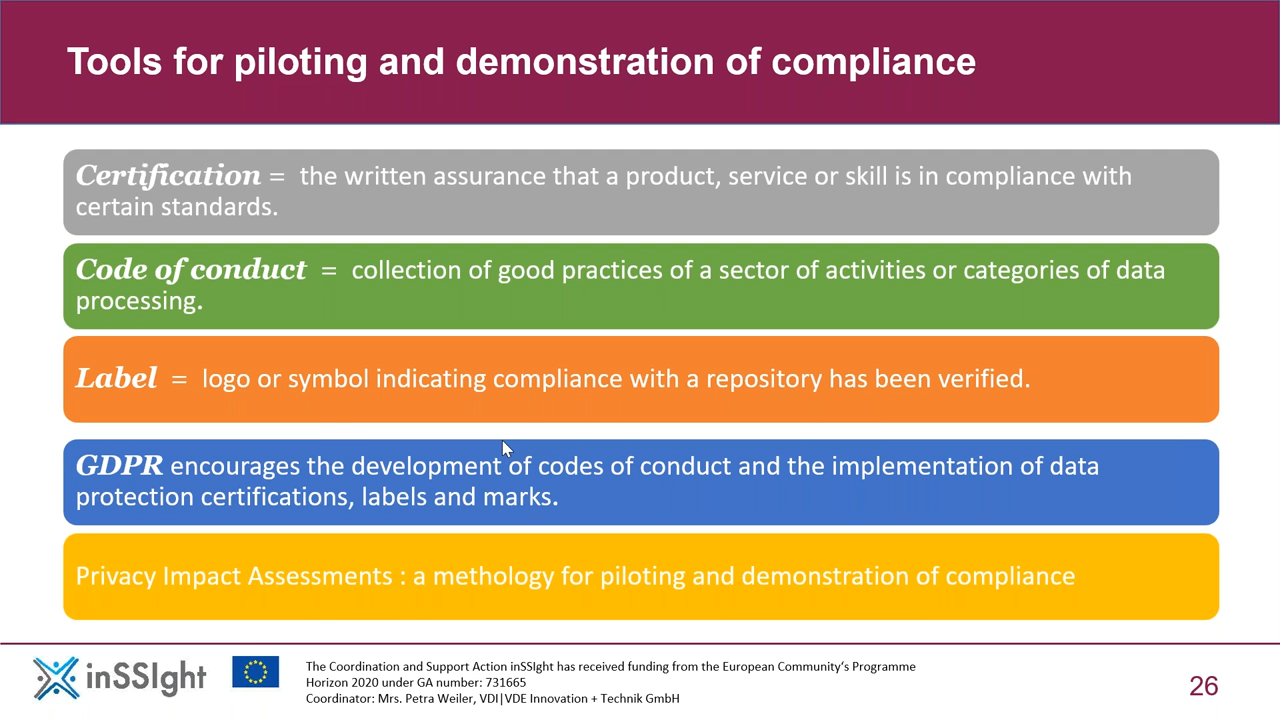 Tools for piloting and demonstration of compliance
Certification = the written assurance that a product, service or skill is in compliance with
certain standards.
Code of conduct = collection of good practices of a sector of activities or categories of data
processing.
Label = logo or symbol indicating compliance with a repository has been verified.
GDPR encourages the development of codes of conduct and the implementation of data
protection certifications, labels and marks.
Privacy Impact Assessments : a methology for piloting and demonstration of compliance
inSSIght
The Coordination and Support Action inSSIght has received funding from the European Community’s Programme
Horizon 2020 under GA number: 731665
Coordinator: Mrs. Petra Weiler, VDI|VDE Innovation + Technik GmbH
26